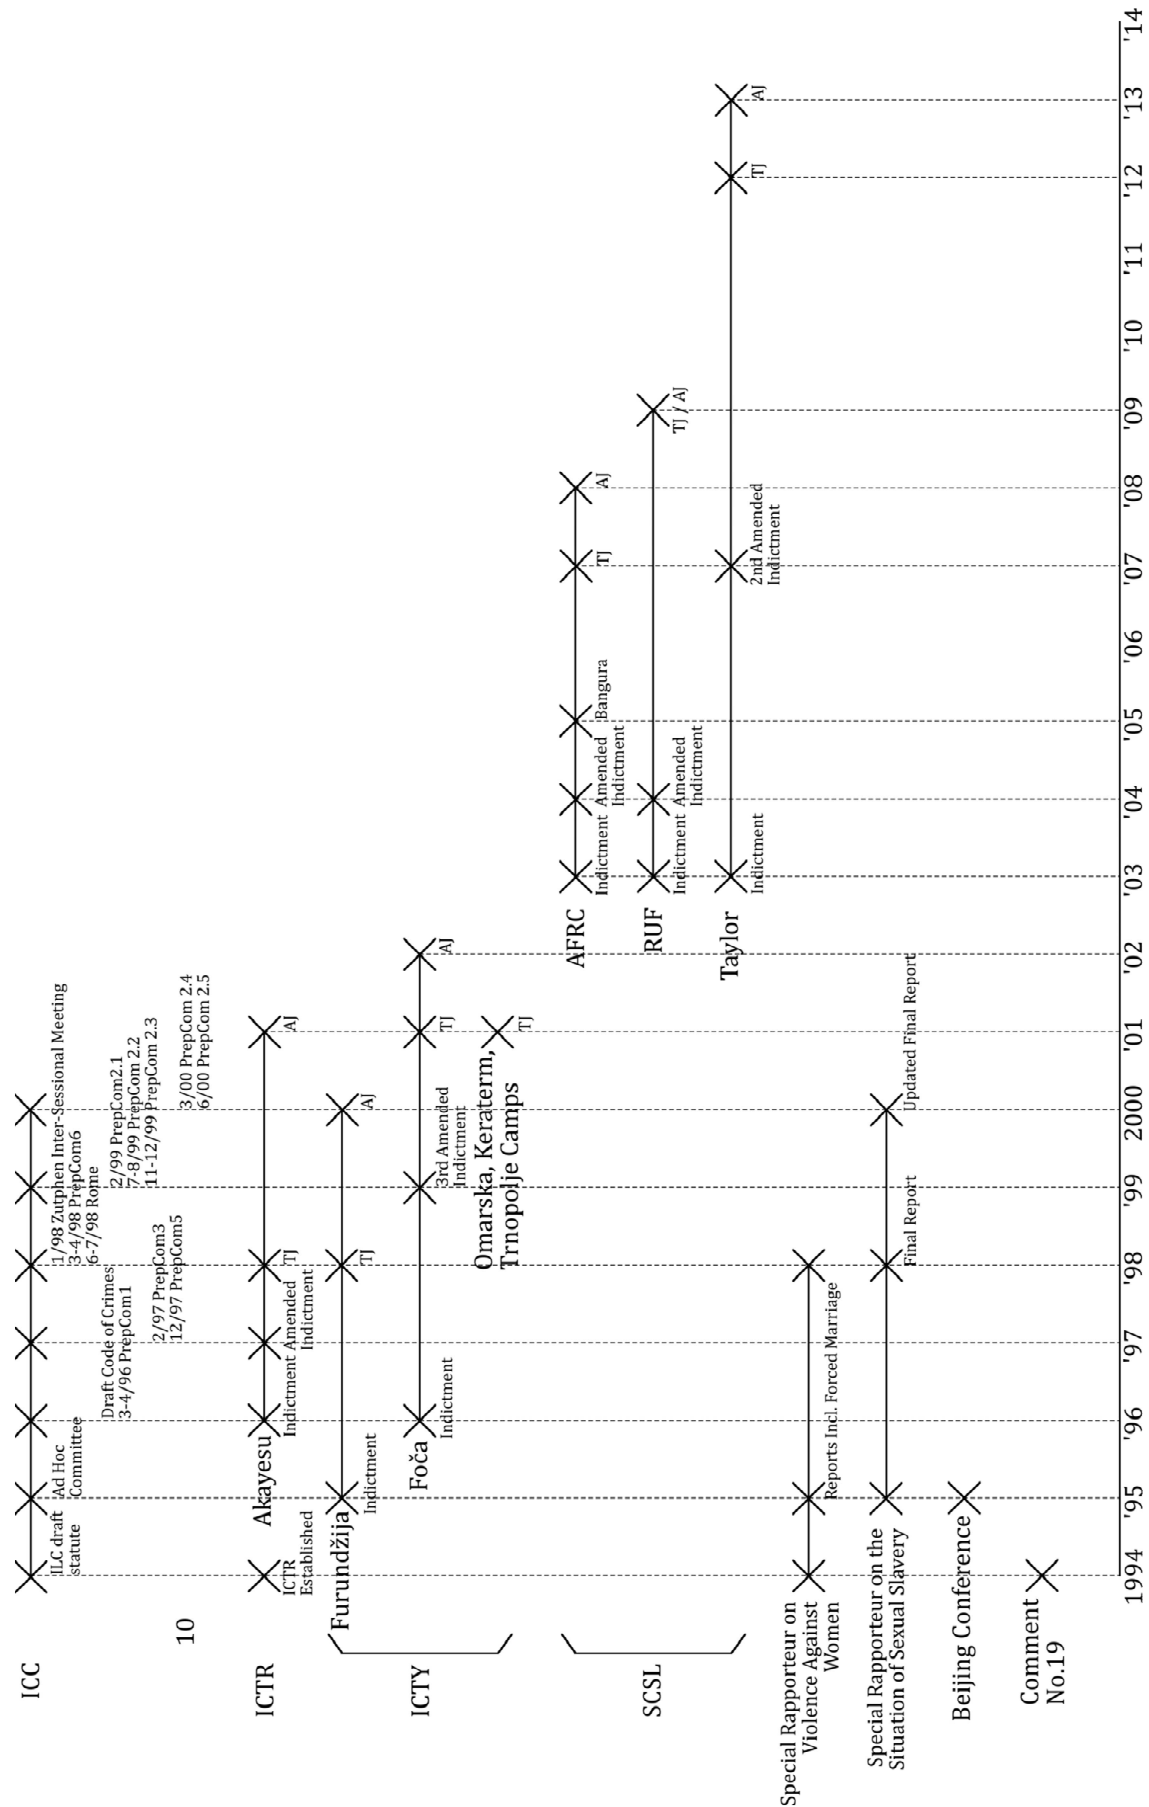 ICC
ILC draft
statute
Ad Hoc
Committee
Draft Code of Crimes
3-4/96 PrepCom1
2/97 PrepCom3
12/97 PrepCom5
1/98 Zutphen Inter-Sessional Meeting
3-4/98 PrepCom6
6-7/98 Rome
2/99 PrepCom2.1
7-8/99 PrepCom 2.2
11-12/99 PrepCom 2.3
3/00 PrepCom 2.4
6/00 PrepCom 2.5
10
ICTR
ICTR
Established
Akayesu
Indictment
Amended
Indictment
TJ
AJ
ICTY
Furundžija
Indictment
TJ
AJ
Foča
Indictment
3rd Amended
Indictment
TJ
AJ
Omarska, Keraterm,
Trnopolje Camps
TJ
SCSL
AFRC
Indictment
Amended
Indictment
Bangura
TJ
AJ
RUF
Indictment
Amended
Indictment
TJ / AJ
Taylor
Indictment
2nd Amended
Indictment
TJ
AJ
Special Rapporteur on
Violence Against
Women
Reports Incl. Forced Marriage
Special Rapporteur on the
Situation of Sexual Slavery
Final Report
Updated Final Report
Beijing Conference
Comment
No.19
1994 '95 '96 '97 '98 '99 2000 '01 '02 '03 '04 '05 '06 '07 '08 '09 '10 '11 '12 '13 '14